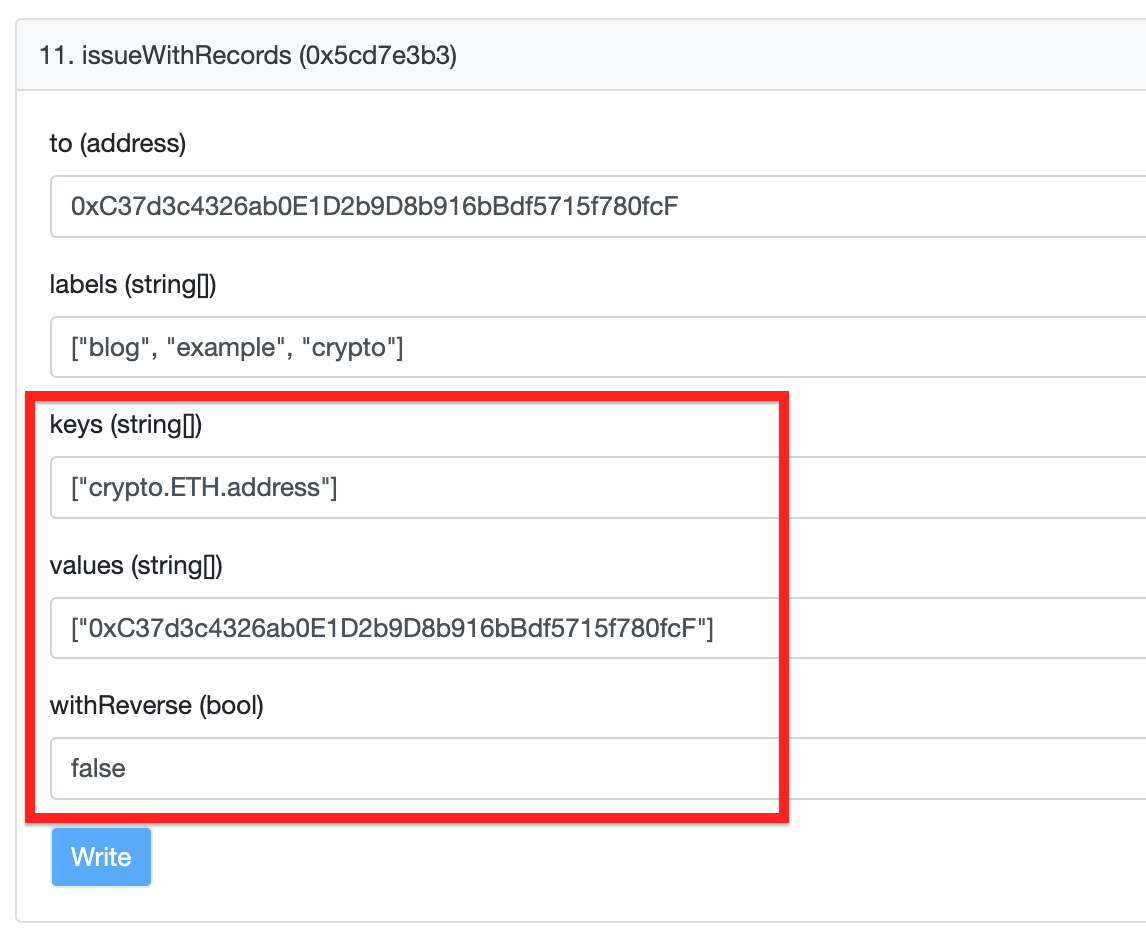 11. issueWithRecords (0x5cd7e3b3)
to (address)
0xC37d3c4326ab0E1D2b9D8b916bBdf5715f780fcF
labels (string[])
["blog", "example", "crypto"]
keys (string[])
["crypto.ETH.address"]
values (string[])
["0xC37d3c4326ab0E1D2b9D8b916bBdf5715f780fcF"]
withReverse (bool)
false
Write